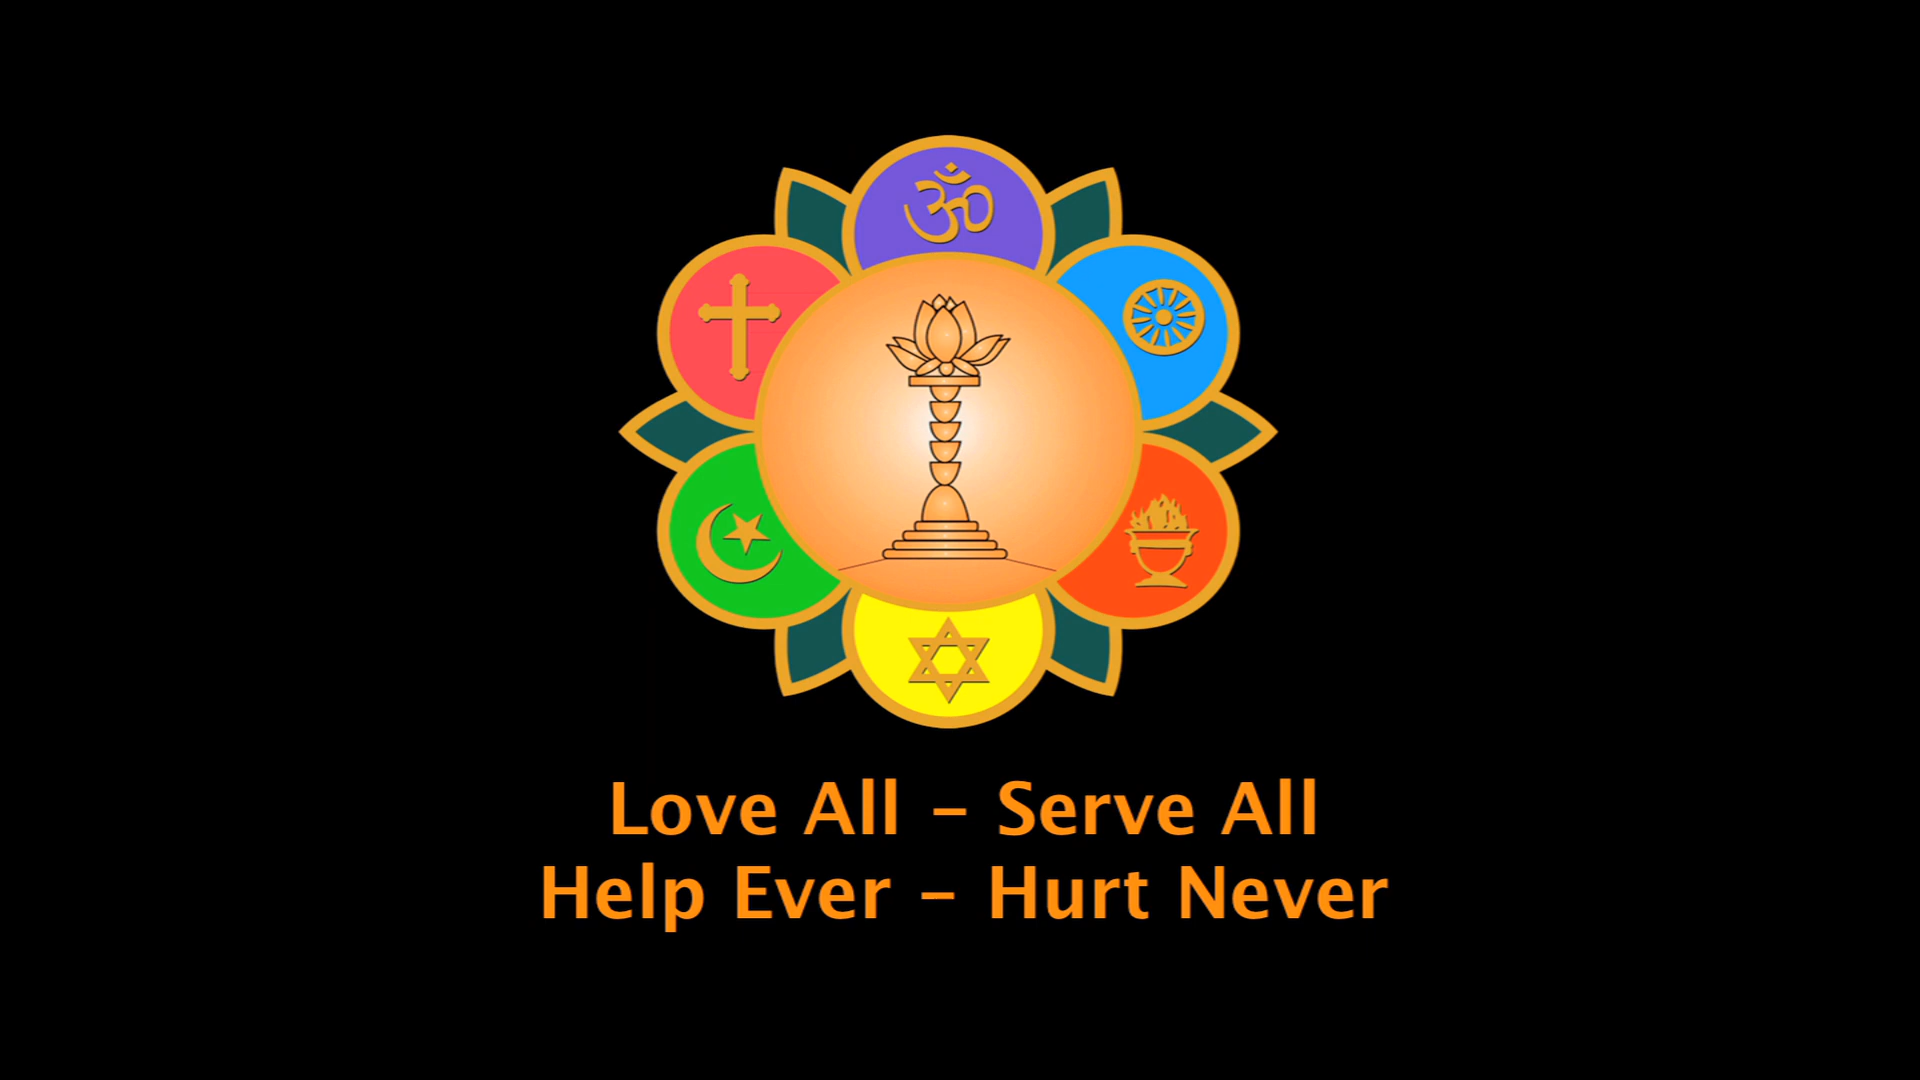 ॐ
Love All – Serve All
Help Ever – Hurt Never